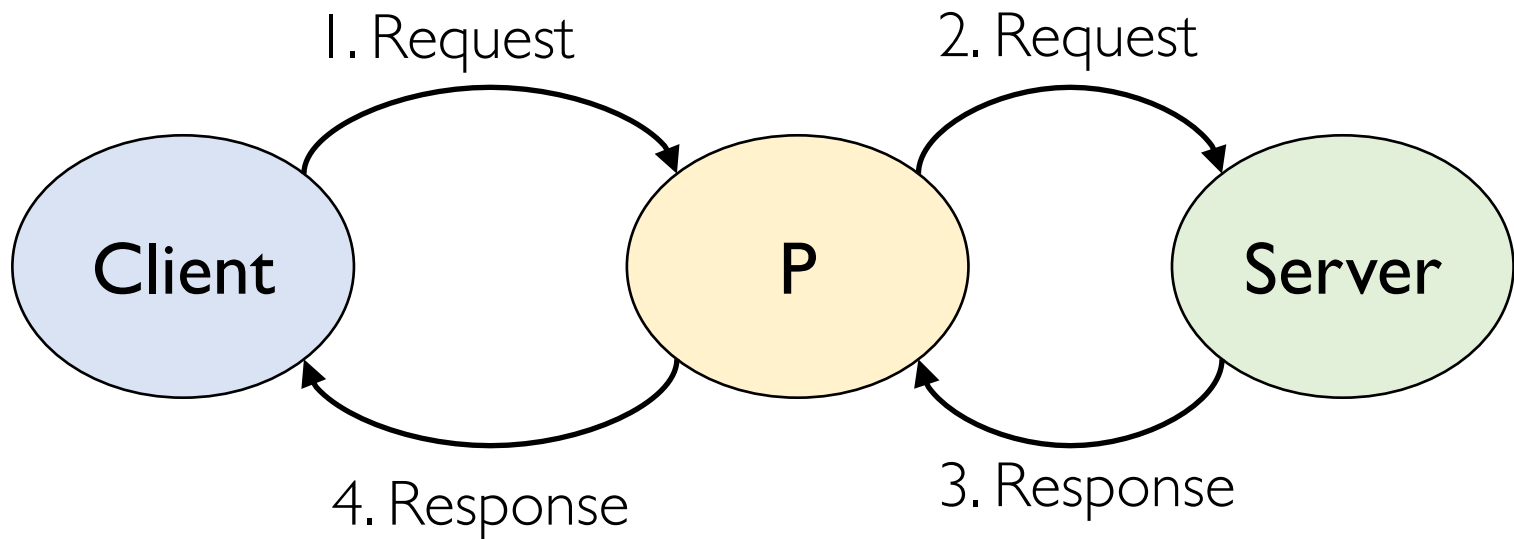 1. Request
2. Request
Client
P
Server
4. Response
3. Response